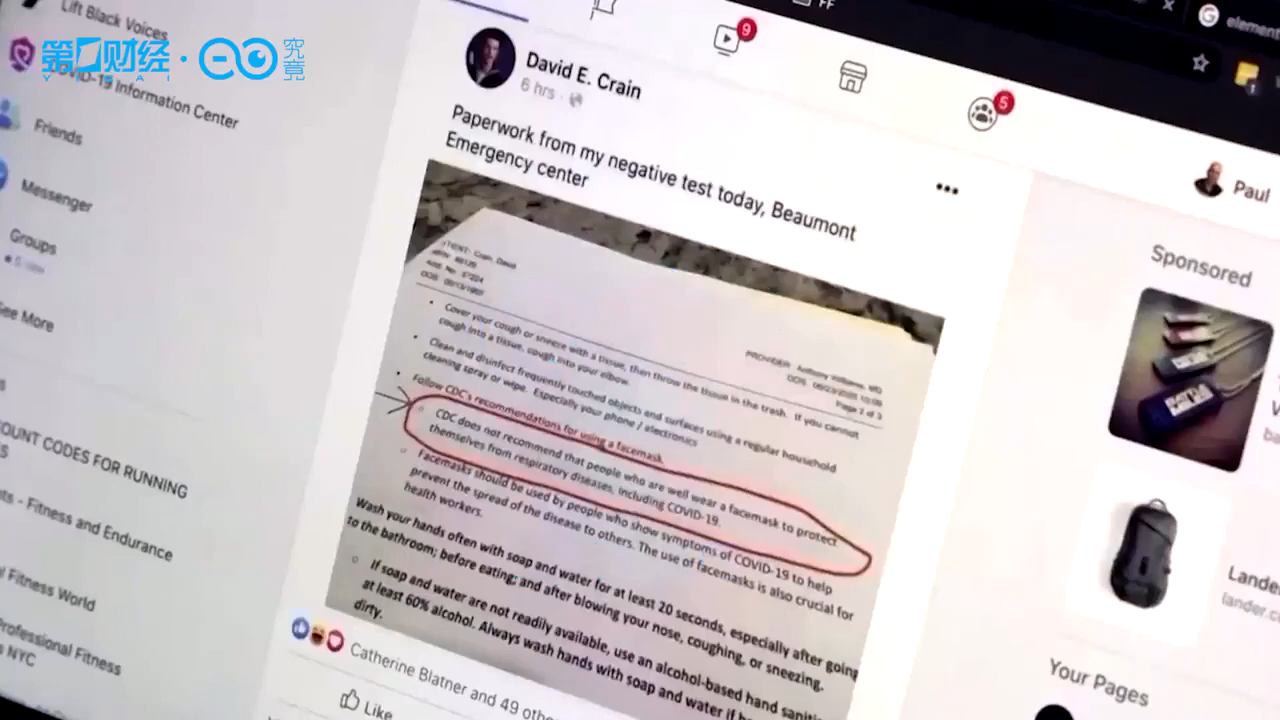 Lift Black Voices
第一财经
YICAI
究竟
COVID-19 Information Center
Friends
Messenger
Groups
See More
COUNT CODES FOR RUNNING
Fitness and Endurance
Fitness World
Professional Fitness
NYC
FF
element
9
5
1
David E. Crain
6 hrs
Paperwork from my negative test today, Beaumont
Emergency center
PROVIDER: Anthony Williams, MD
Page 2 of 3
Cover your cough or sneeze with a tissue, then throw the tissue in the trash. If you cannot
cough into a tissue, cough into your elbow.
Clean and disinfect frequently touched objects and surfaces using a regular household
cleaning spray or wipe. Especially your phone / electronics
Follow CDC's recommendations for using a facemask.
CDC does not recommend that people who are well wear a facemask to protect
themselves from respiratory diseases, including COVID-19.
Facemasks should be used by people who show symptoms of COVID-19 to help
prevent the spread of the disease to others. The use of facemasks is also crucial for
health workers.
Wash your hands often with soap and water for at least 20 seconds, especially after going
to the bathroom; before eating; and after blowing your nose, coughing, or sneezing.
If soap and water are not readily available, use an alcohol-based hand
at least 60% alcohol. Always wash hands with soap and water if
dirty.
Catherine Blatner and 49
Like
Paul
Sponsored
Lande
lander.c
Your Pages